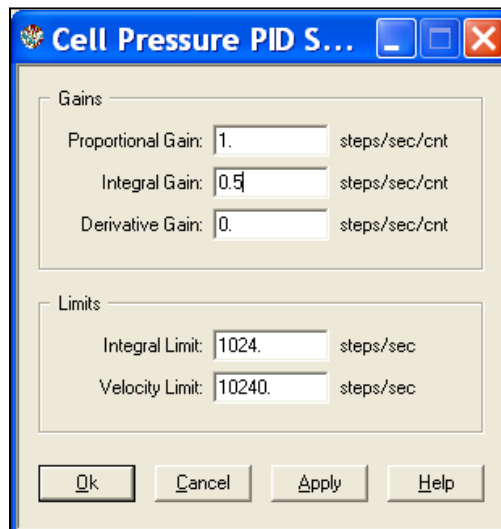 Cell Pressure PID S...
Gains
Proportional Gain: 1. steps/sec/cnt
Integral Gain: 0.5 steps/sec/cnt
Derivative Gain: 0. steps/sec/cnt
Limits
Integral Limit: 1024. steps/sec
Velocity Limit: 10240. steps/sec
Ok Cancel Apply Help